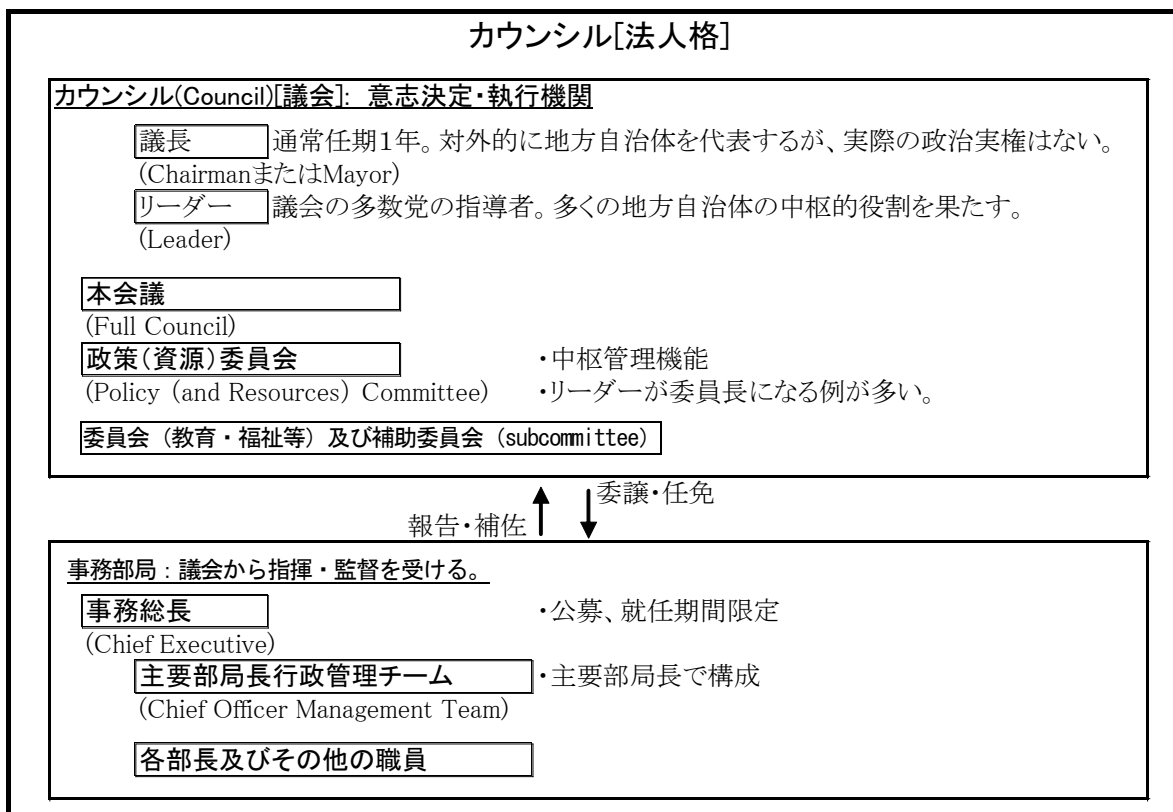 カウンシル[法人格]
カウンシル(Council)[議会]: 意志決定・執行機関
議長 通常任期1年。対外的に地方自治体を代表するが、実際の政治実権はない。
(ChairmanまたはMayor)
リーダー 議会の多数党の指導者。多くの地方自治体の中枢的役割を果たす。
(Leader)
本会議
(Full Council)
政策(資源)委員会 ・中枢管理機能
(Policy (and Resources) Committee) ・リーダーが委員長になる例が多い。
委員会(教育・福祉等)及び補助委員会(subcommittee)
委譲・任免
報告・補佐
事務部局:議会から指揮・監督を受ける。
事務総長 ・公募、就任期間限定
(Chief Executive)
主要部局長行政管理チーム ・主要部局長で構成
(Chief Officer Management Team)
各部長及びその他の職員